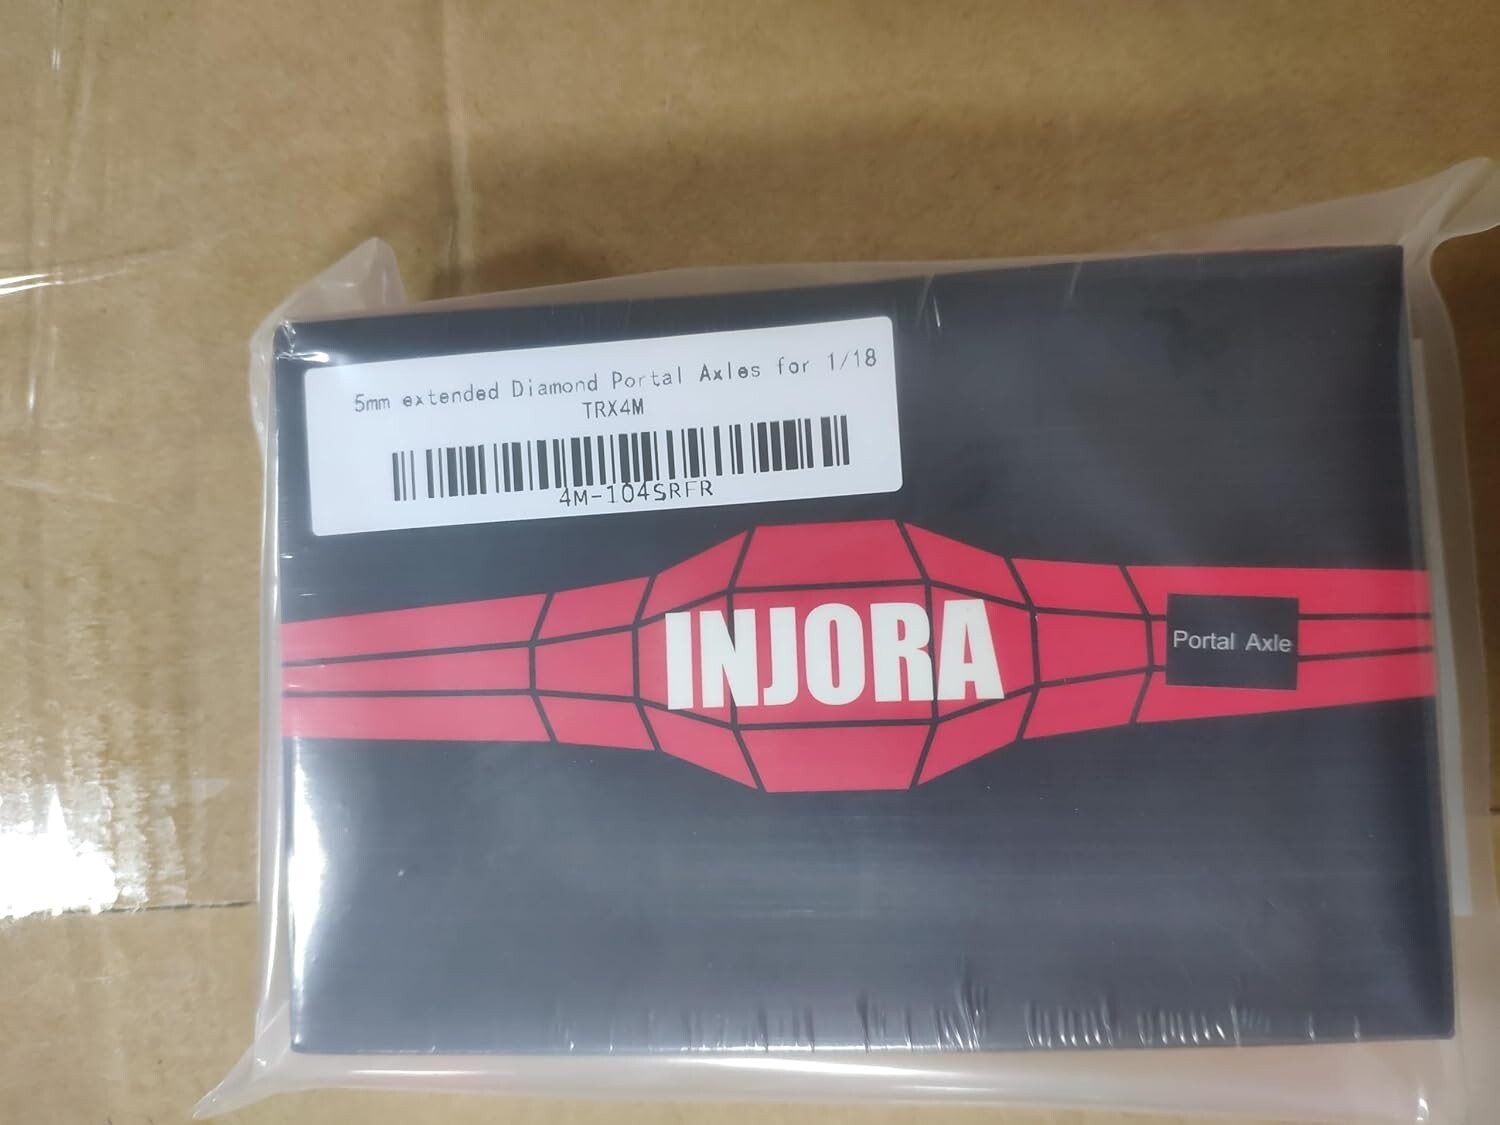 5mm extended Diamond Portal Axles for 1/18
TRX4M
4M-104SRFR
INJORA
Portal Axle